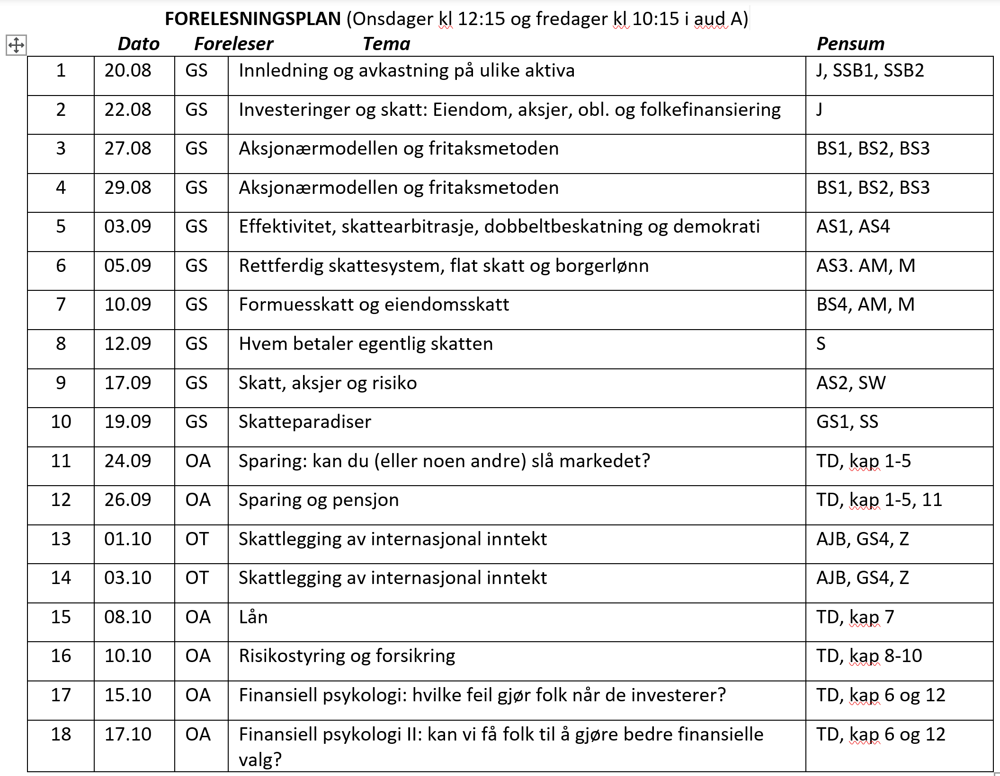 FORELESNINGSPLAN (Onsdager kl 12:15 og fredager kl 10:15 i aud A)
Dato Foreleser Tema Pensum
1 20.08 GS Innledning og avkastning på ulike aktiva J, SSB1, SSB2
2 22.08 GS Investeringer og skatt: Eiendom, aksjer, obl. og folkefinansiering J
3 27.08 GS Aksjonærmodellen og fritaksmetoden BS1, BS2, BS3
4 29.08 GS Aksjonærmodellen og fritaksmetoden BS1, BS2, BS3
5 03.09 GS Effektivitet, skattearbitrasje, dobbeltbeskatning og demokrati AS1, AS4
6 05.09 GS Rettferdig skattesystem, flat skatt og borgerlønn AS3. AM, M
7 10.09 GS Formuesskatt og eiendomsskatt BS4, AM, M
8 12.09 GS Hvem betaler egentlig skatten S
9 17.09 GS Skatt, aksjer og risiko AS2, SW
10 19.09 GS Skatteparadiser GS1, SS
11 24.09 OA Sparing: kan du (eller noen andre) slå markedet? TD, kap 1-5
12 26.09 OA Sparing og pensjon TD, kap 1-5, 11
13 01.10 OT Skattlegging av internasjonal inntekt AJB, GS4, Z
14 03.10 OT Skattlegging av internasjonal inntekt AJB, GS4, Z
15 08.10 OA Lån TD, kap 7
16 10.10 OA Risikostyring og forsikring TD, kap 8-10
17 15.10 OA Finansiell psykologi: hvilke feil gjør folk når de investerer? TD, kap 6 og 12
18 17.10 OA Finansiell psykologi II: kan vi få folk til å gjøre bedre finansielle TD, kap 6 og 12
valg?